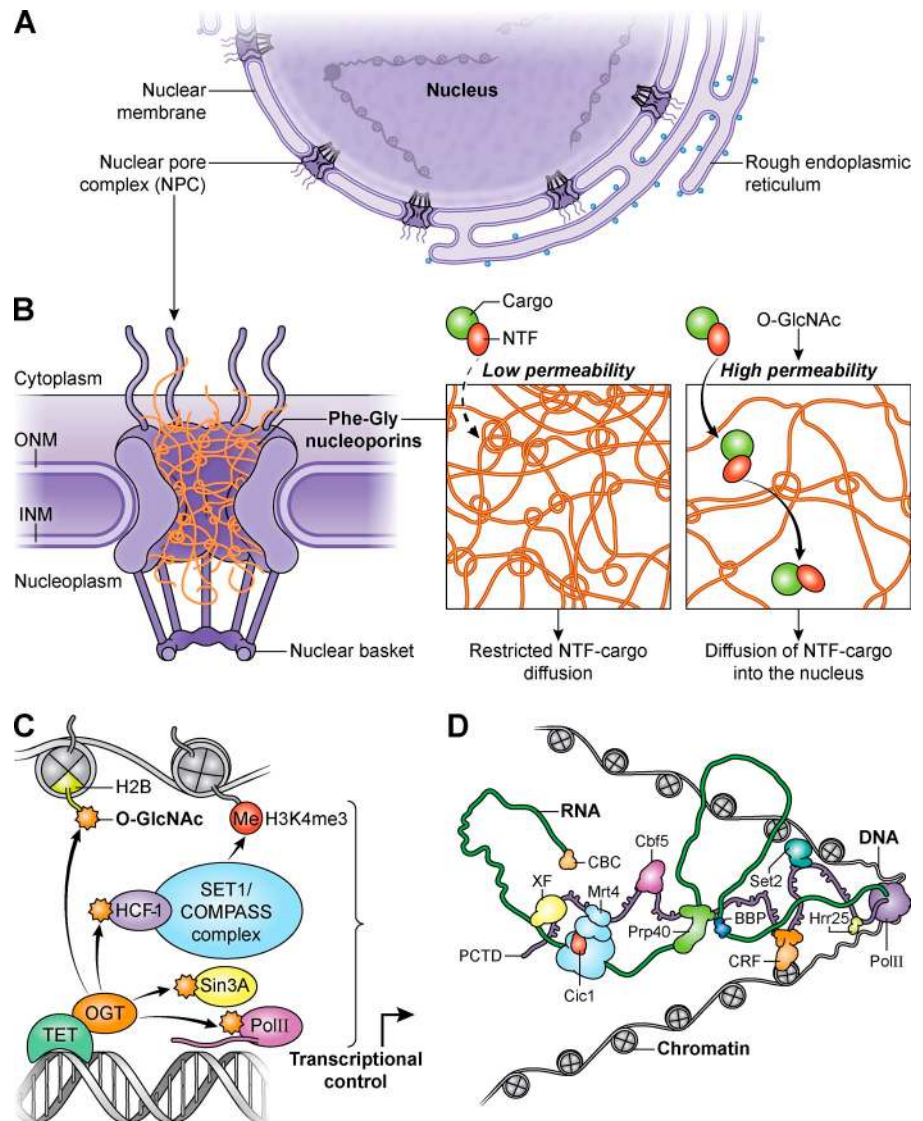 A
Nuclear
membrane
Nucleus
Nuclear pore
complex (NPC)
Rough endoplasmic
reticulum
B
Cytoplasm
ONM
INM
Nucleoplasm
Phe-Gly
nucleoporins
Nuclear basket
Cargo
NTF
Low permeability
Restricted NTF-cargo
diffusion
O-GlcNAc
High permeability
Diffusion of NTF-cargo
into the nucleus
C
H2B
O-GlcNAc
Me
H3K4me3
HCF-1
SET1/
COMPASS
complex
Sin3A
OGT
TET
PolII
Transcriptional
control
D
RNA
CBC
Cbf5
XF
Mrt4
PCTD
Cic1
Prp40
BBP
Set2
DNA
Hrr25
CRF
PolII
Chromatin